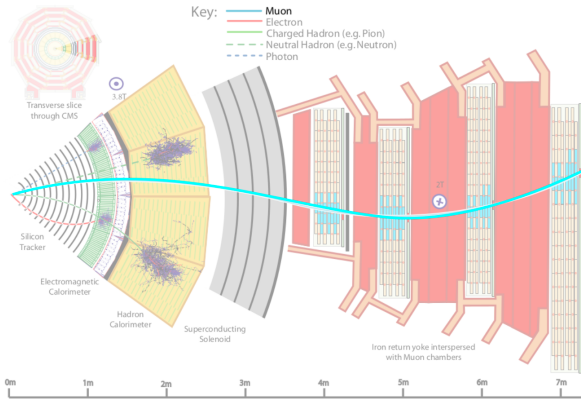 Key:
Muon
Electron
Charged Hadron (e.g. Pion)
Neutral Hadron (e.g. Neutron)
Photon
Transverse slice
through CMS
3.8T
2T
Silicon
Tracker
Electromagnetic
Calorimeter
Hadron
Calorimeter
Superconducting
Solenoid
Iron return yoke interspersed
with Muon chambers
0m 1m 2m 3m 4m 5m 6m 7m